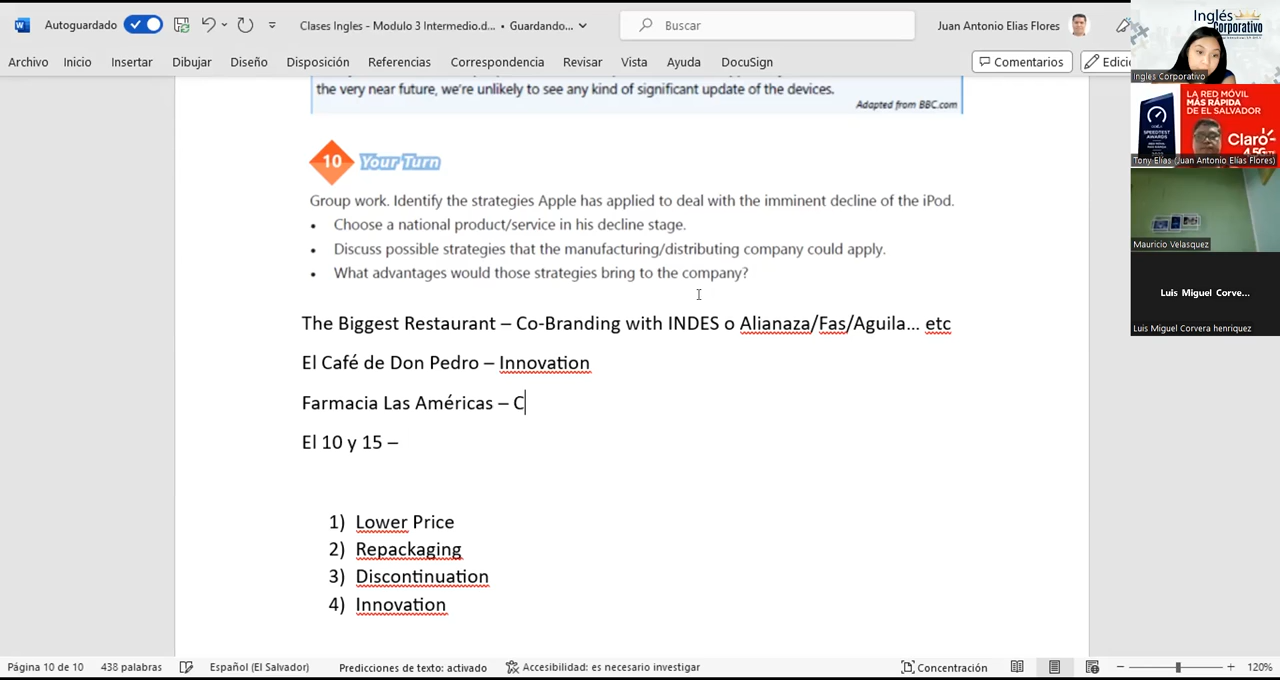 Autoguardado
Clases Ingles - Modulo 3 Intermedio.d... • Guardando...
Buscar
Juan Antonio Elias Flores
Archivo Inicio Insertar Dibujar Diseño Disposición Referencias Correspondencia Revisar Vista Ayuda DocuSign
Comentarios
Edició
Inglés
Corporativo
Ingles Corporativo
LA RED MÓVIL
MÁS RÁPIDA
DE EL SALVADOR
SPEEDTEST
AWARDS
Claro
4.5G
Tony Elías (Juan Antonio Elías Flores)
Mauricio Velasquez
Luis Miguel Corve...
Luis Miguel Corvera henriquez
the very near future, we're unlikely to see any kind of significant update of the devices.
Adapted from BBC.com
10 Your Turn
Group work. Identify the strategies Apple has applied to deal with the imminent decline of the iPod.
• Choose a national product/service in his decline stage.
• Discuss possible strategies that the manufacturing/distributing company could apply.
• What advantages would those strategies bring to the company?
The Biggest Restaurant – Co-Branding with INDES o Alianaza/Fas/Aguila... etc
El Café de Don Pedro – Innovation
Farmacia Las Américas – C
El 10 y 15 –
1) Lower Price
2) Repackaging
3) Discontinuation
4) Innovation
Página 10 de 10 438 palabras Español (El Salvador) Predicciones de texto: activado Accesibilidad: es necesario investigar Concentración 120%